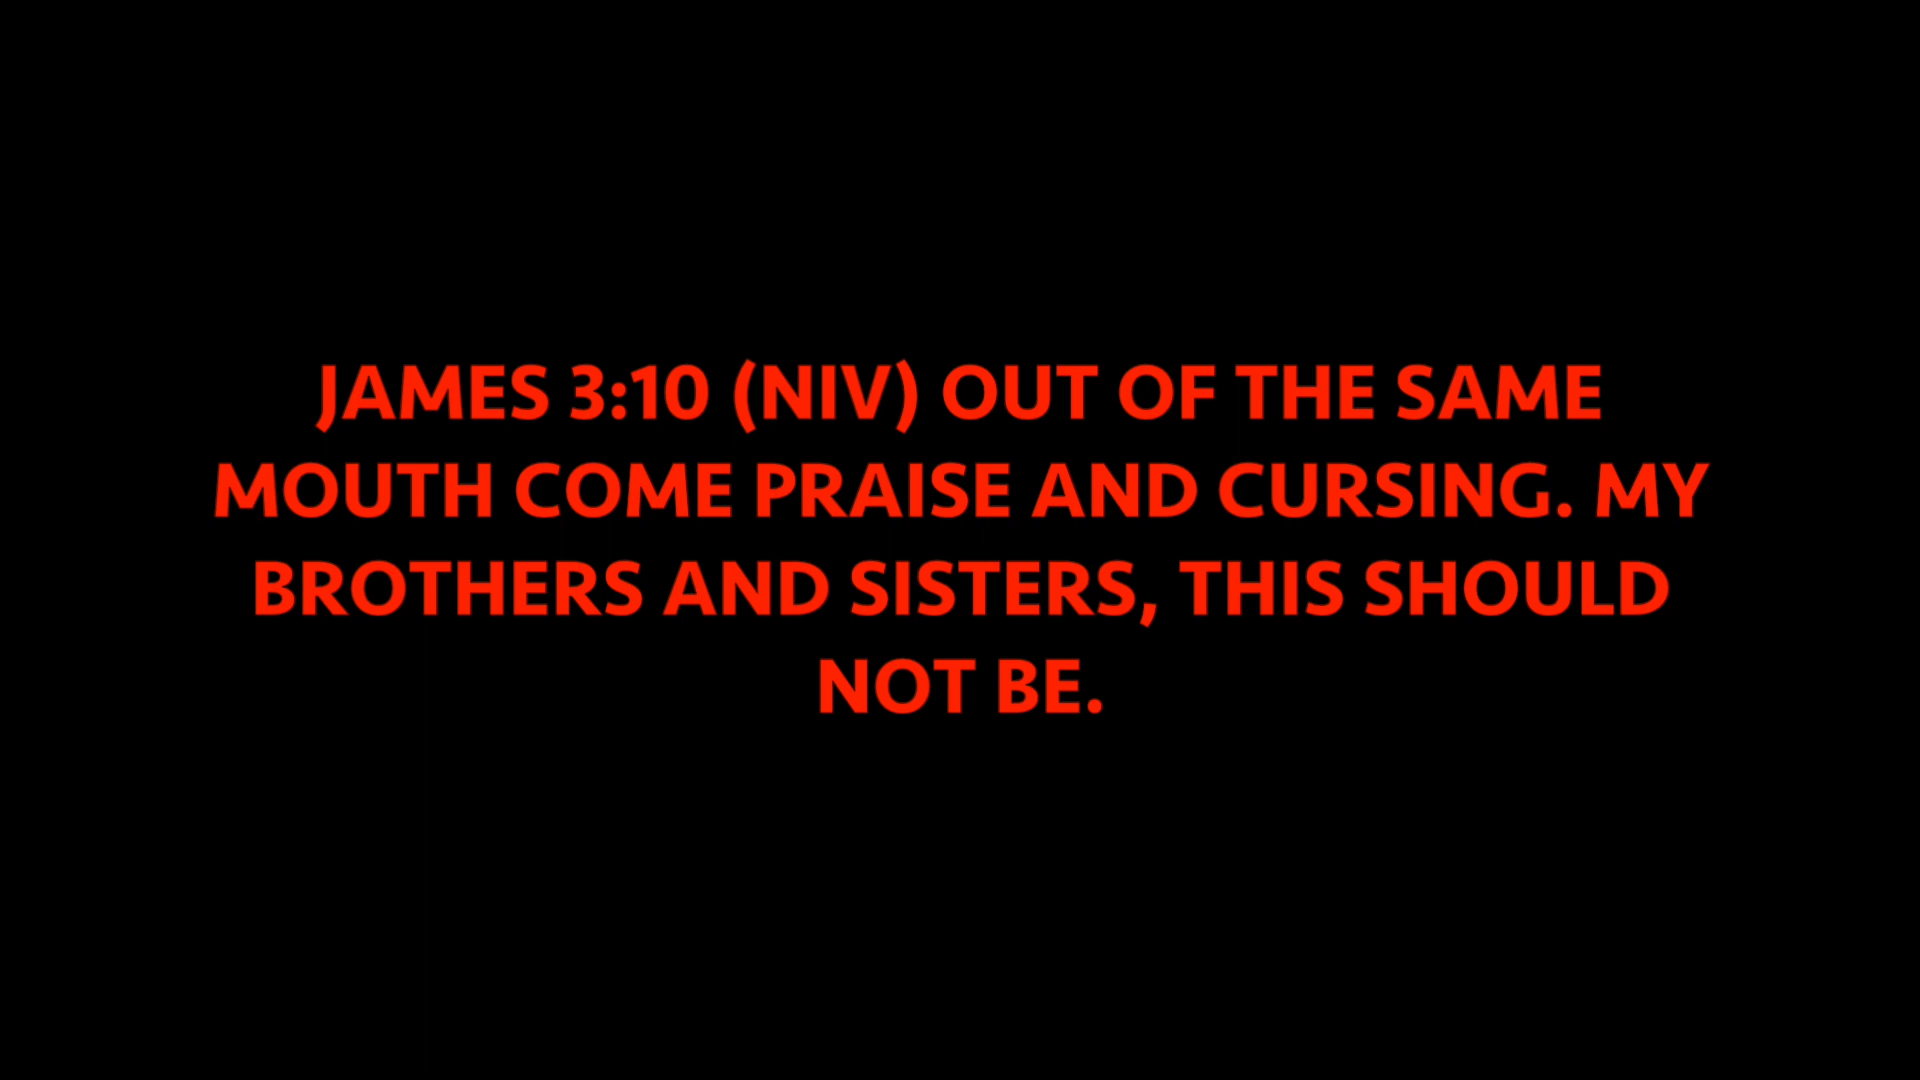 JAMES 3:10 (NIV) OUT OF THE SAME
MOUTH COME PRAISE AND CURSING. MY
BROTHERS AND SISTERS, THIS SHOULD
NOT BE.